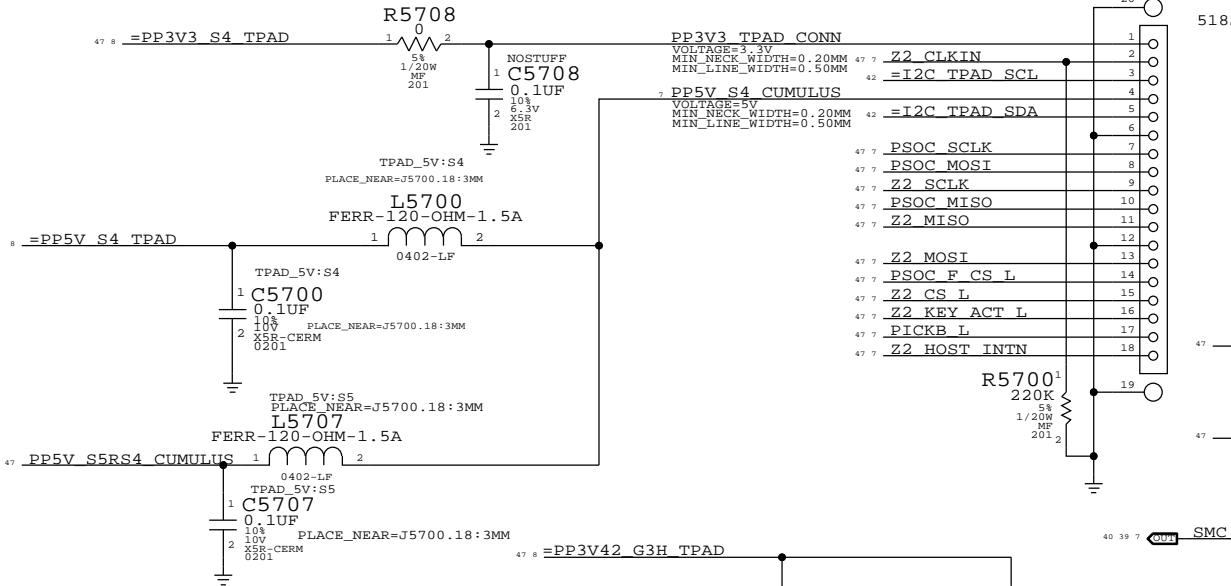 R5708
0
47 8 =PP3V3_S4_TPAD
1 2
5%
1/20W
MF
201
NOSTUFF
1 C5708
0.1UF
10%
6.3V
2 X5R
201
PP3V3_TPAD_CONN
VOLTAGE=3.3V
MIN_NECK_WIDTH=0.20MM
MIN_LINE_WIDTH=0.50MM
7 PP5V_S4_CUMULUS
VOLTAGE=5V
MIN_NECK_WIDTH=0.20MM
MIN_LINE_WIDTH=0.50MM
518
1
47 7 Z2_CLKIN 2
42 =I2C_TPAD_SCL 3
4
42 =I2C_TPAD_SDA 5
6
47 7 PSOC_SCLK 7
47 7 PSOC_MOSI 8
47 7 Z2_SCLK 9
47 7 PSOC_MISO 10
47 7 Z2_MISO 11
12
47 7 Z2_MOSI 13
47 7 PSOC_F_CS_L 14
47 7 Z2_CS_L 15
47 7 Z2_KEY_ACT_L 16
47 7 PICKB_L 17
47 7 Z2_HOST_INTN 18
19
47
47
R5700 1
220K
5%
1/20W
MF
201 2
TPAD_5V:S4
PLACE_NEAR=J5700.18:3MM
L5700
FERR-120-OHM-1.5A
8 =PP5V_S4_TPAD
1 2
0402-LF
TPAD_5V:S4
1 C5700
0.1UF
10%
10V PLACE_NEAR=J5700.18:3MM
2 X5R-CERM
0201
TPAD_5V:S5
PLACE_NEAR=J5700.18:3MM
L5707
FERR-120-OHM-1.5A
47 PP5V_S5RS4_CUMULUS
1 2
0402-LF
TPAD_5V:S5
1 C5707
0.1UF
10%
10V PLACE_NEAR=J5700.18:3MM
2 X5R-CERM
0201
47 8 =PP3V42_G3H_TPAD
40 39 7 OUT SMC